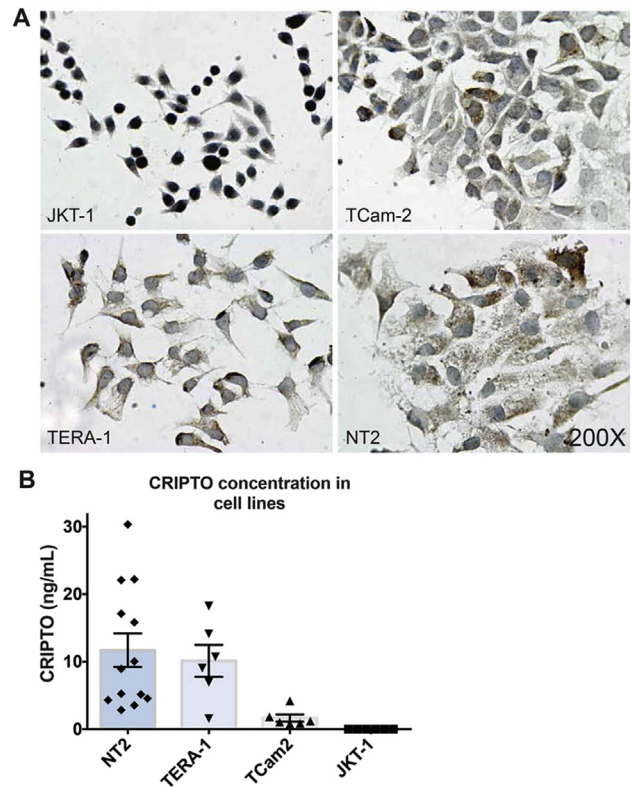 A
JKT-1
TCam-2
TERA-1
NT2
200X
B
CRIPTO concentration in
cell lines
CRIPTO (ng/mL)
30
20
10
0
NT2
TERA-1
TCam2
JKT-1